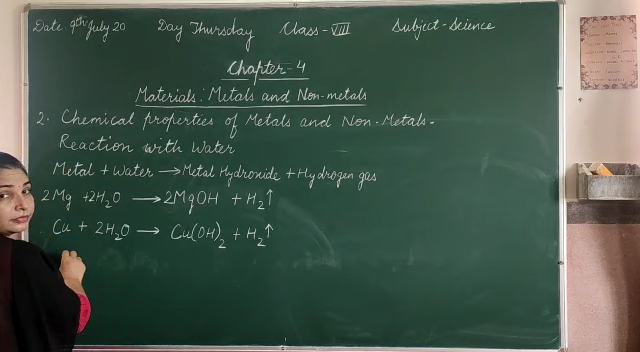 Date 9th July 20 Day Thursday Class-VIII Subject-Science
Chapter-4
Materials: Metals and Non-metals
2. Chemical properties of Metals and Non-Metals-
Reaction with Water
Metal + Water → Metal Hydroxide + Hydrogen gas
2Mg + 2H₂O → 2MgOH + H₂↑
Cu + 2H₂O → Cu(OH)₂ + H₂↑